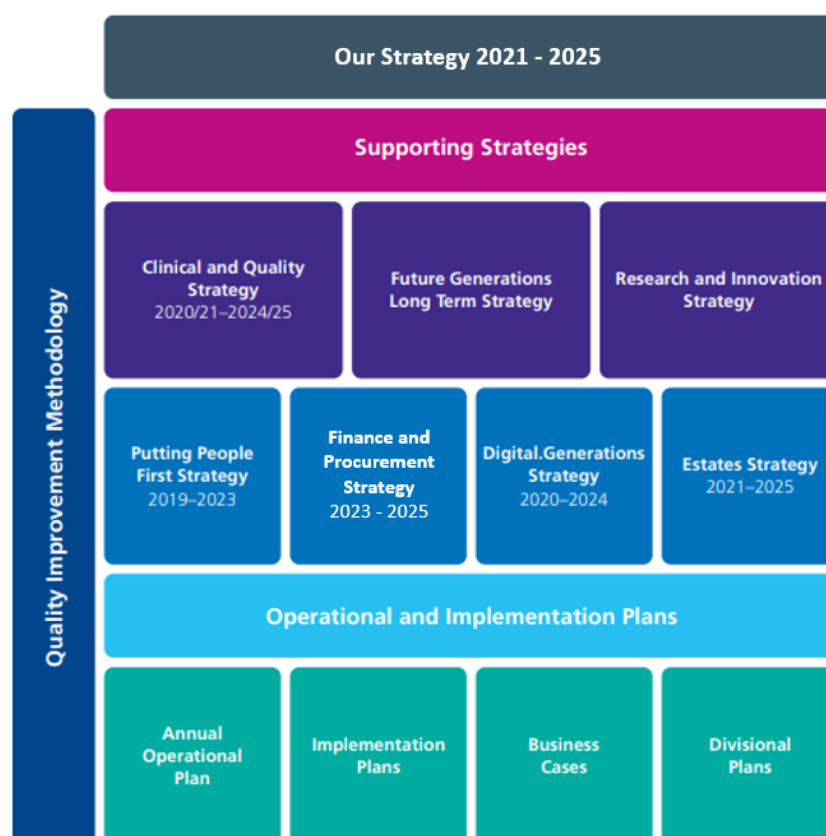 Our Strategy 2021 - 2025
Quality Improvement Methodology
Supporting Strategies
Clinical and Quality
Strategy
2020/21–2024/25
Future Generations
Long Term Strategy
Research and Innovation
Strategy
Putting People
First Strategy
2019–2023
Finance and
Procurement
Strategy
2023 - 2025
Digital.Generations
Strategy
2020–2024
Estates Strategy
2021–2025
Operational and Implementation Plans
Annual
Operational
Plan
Implementation
Plans
Business
Cases
Divisional
Plans